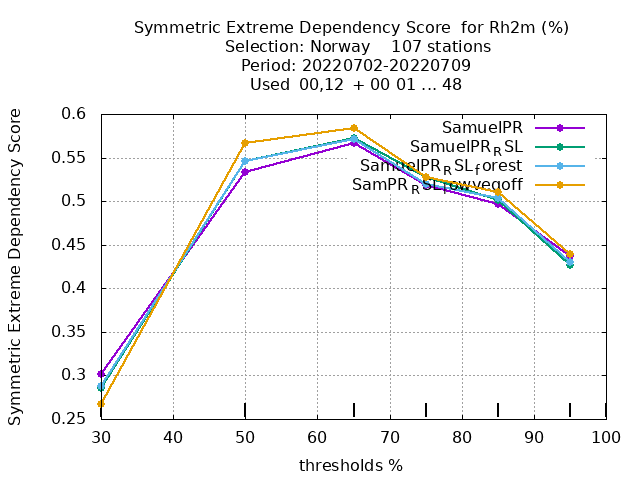 Symmetric Extreme Dependency Score for Rh2m (%)
Selection: Norway 107 stations
Period: 20220702-20220709
Used 00,12 + 00 01 ... 48
Symmetric Extreme Dependency Score
0.6
0.55
0.5
0.45
0.4
0.35
0.3
0.25
SamuelPR
SamuelPR_RSL
SamuelPR_RSL_forest
SamPR_RSL_lowvegoff
30 40 50 60 70 80 90 100
thresholds %